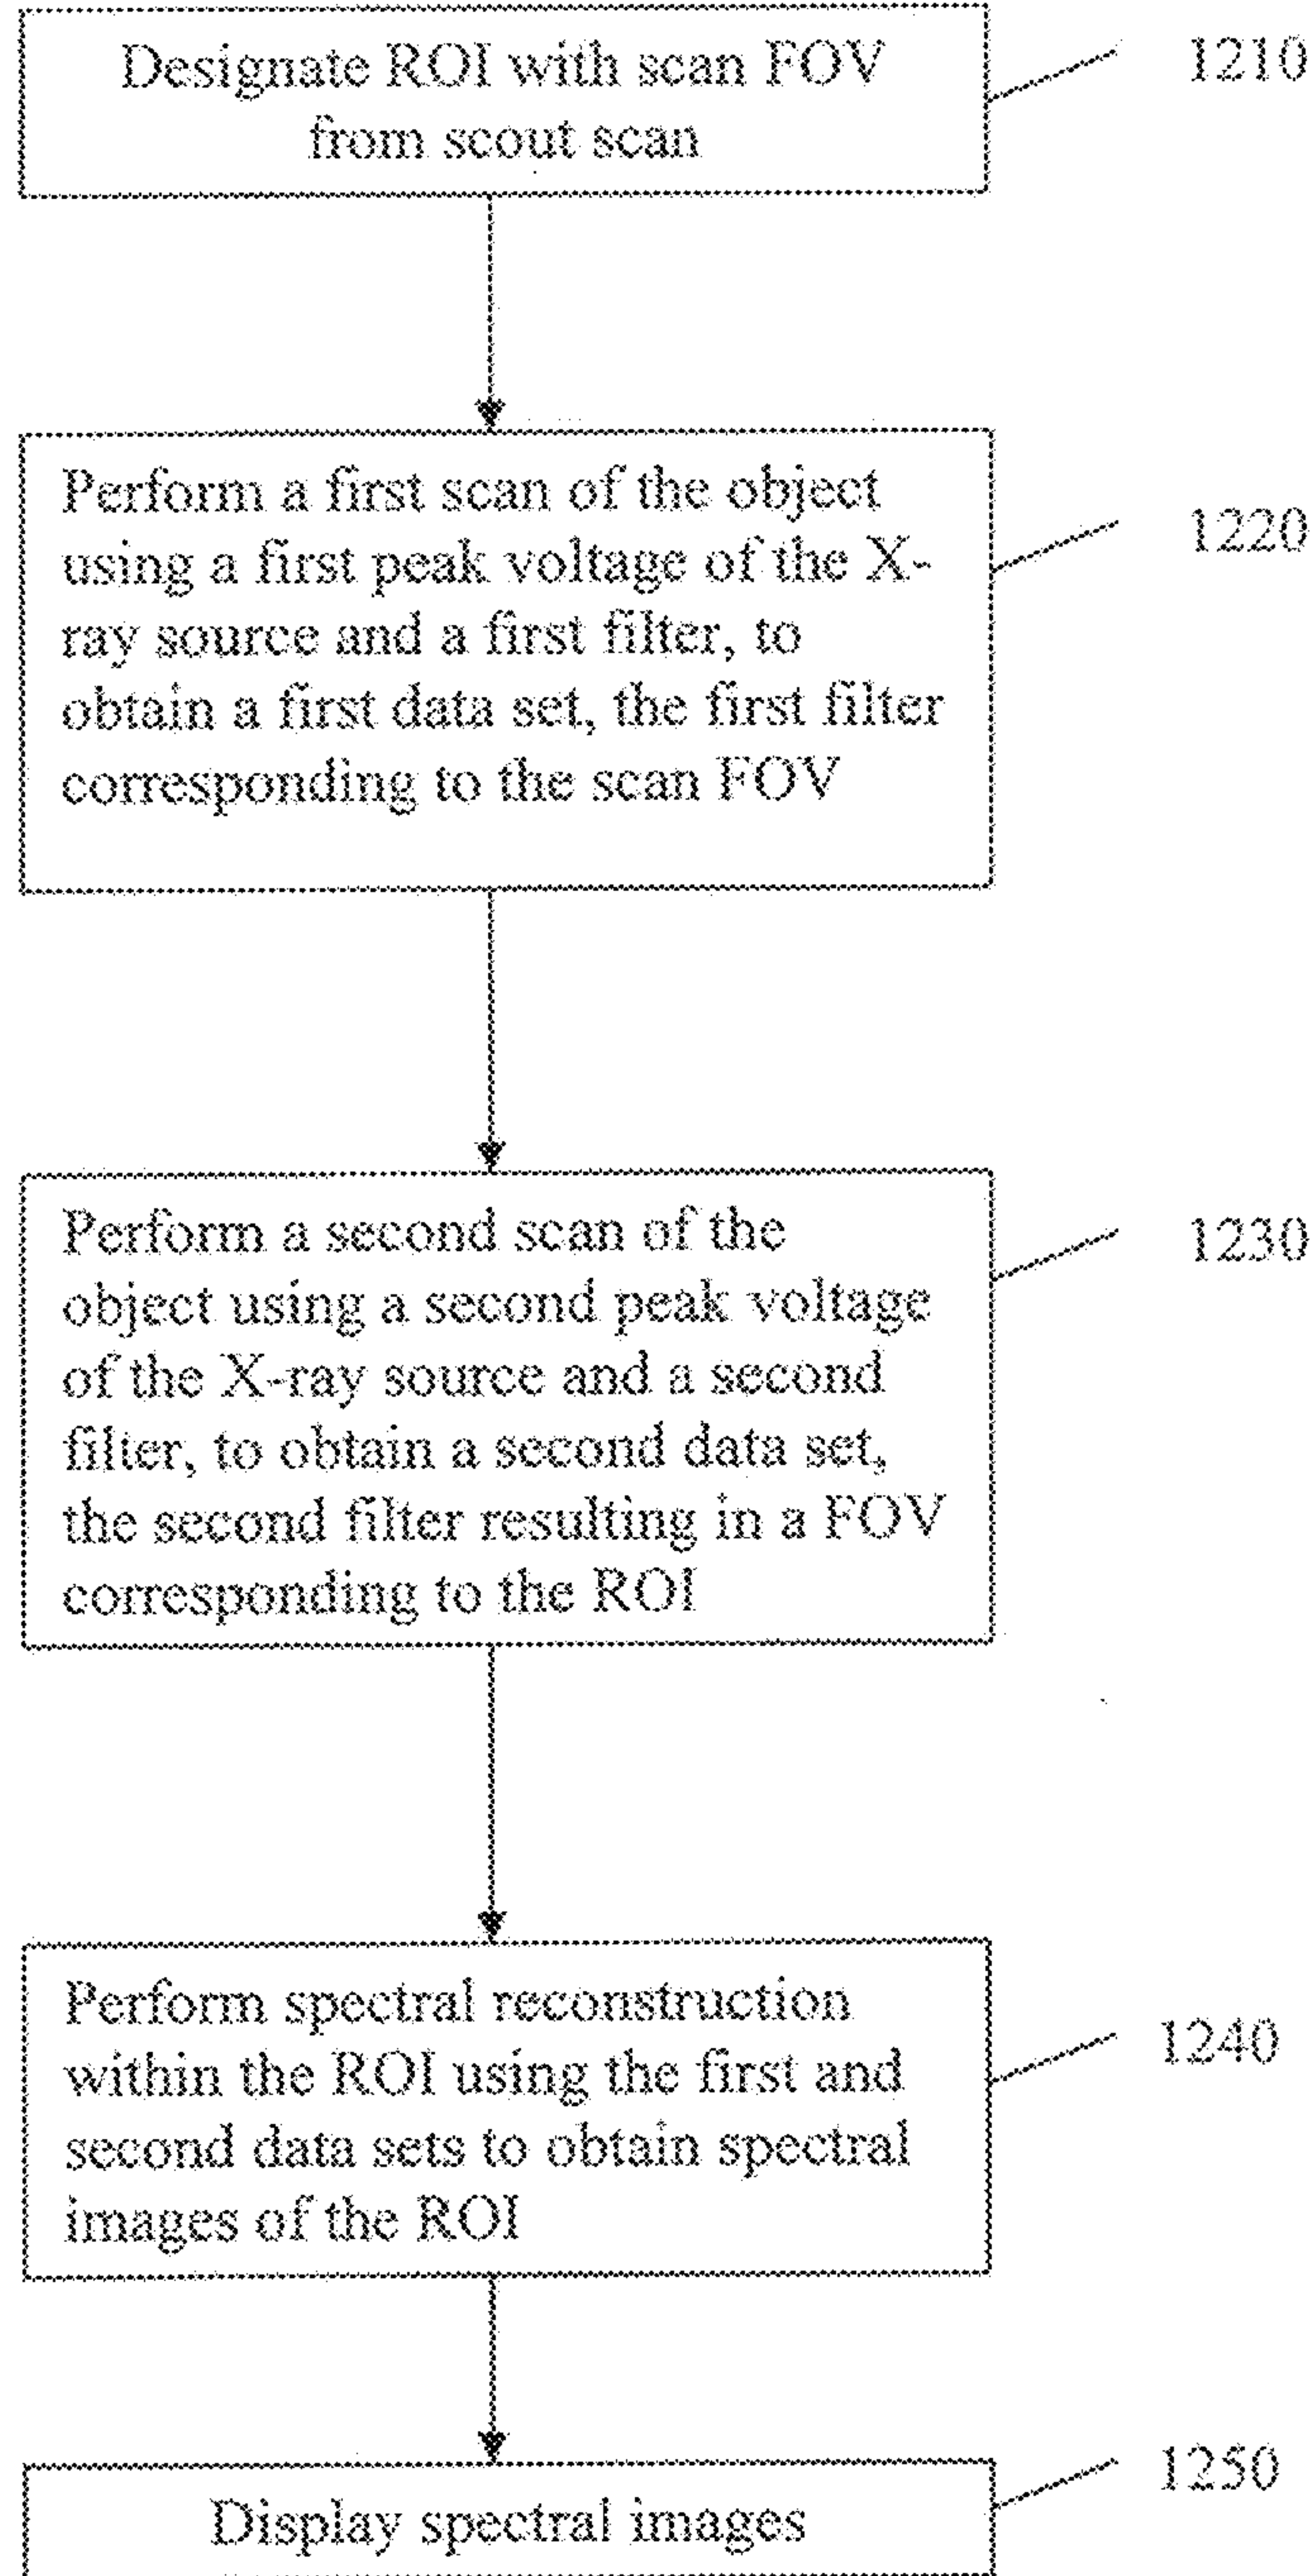 Designate ROI with scan FOV
from scout scan
1210
Perform a first scan of the object
using a first peak voltage of the X-
ray source and a first filter, to
obtain a first data set, the first filter
corresponding to the scan FOV
1220
Perform a second scan of the
object using a second peak voltage
of the X-ray source and a second
filter, to obtain a second data set,
the second filter resulting in a FOV
corresponding to the ROI
1230
Perform spectral reconstruction
within the ROI using the first and
second data sets to obtain spectral
images of the ROI
1240
Display spectral images
1250